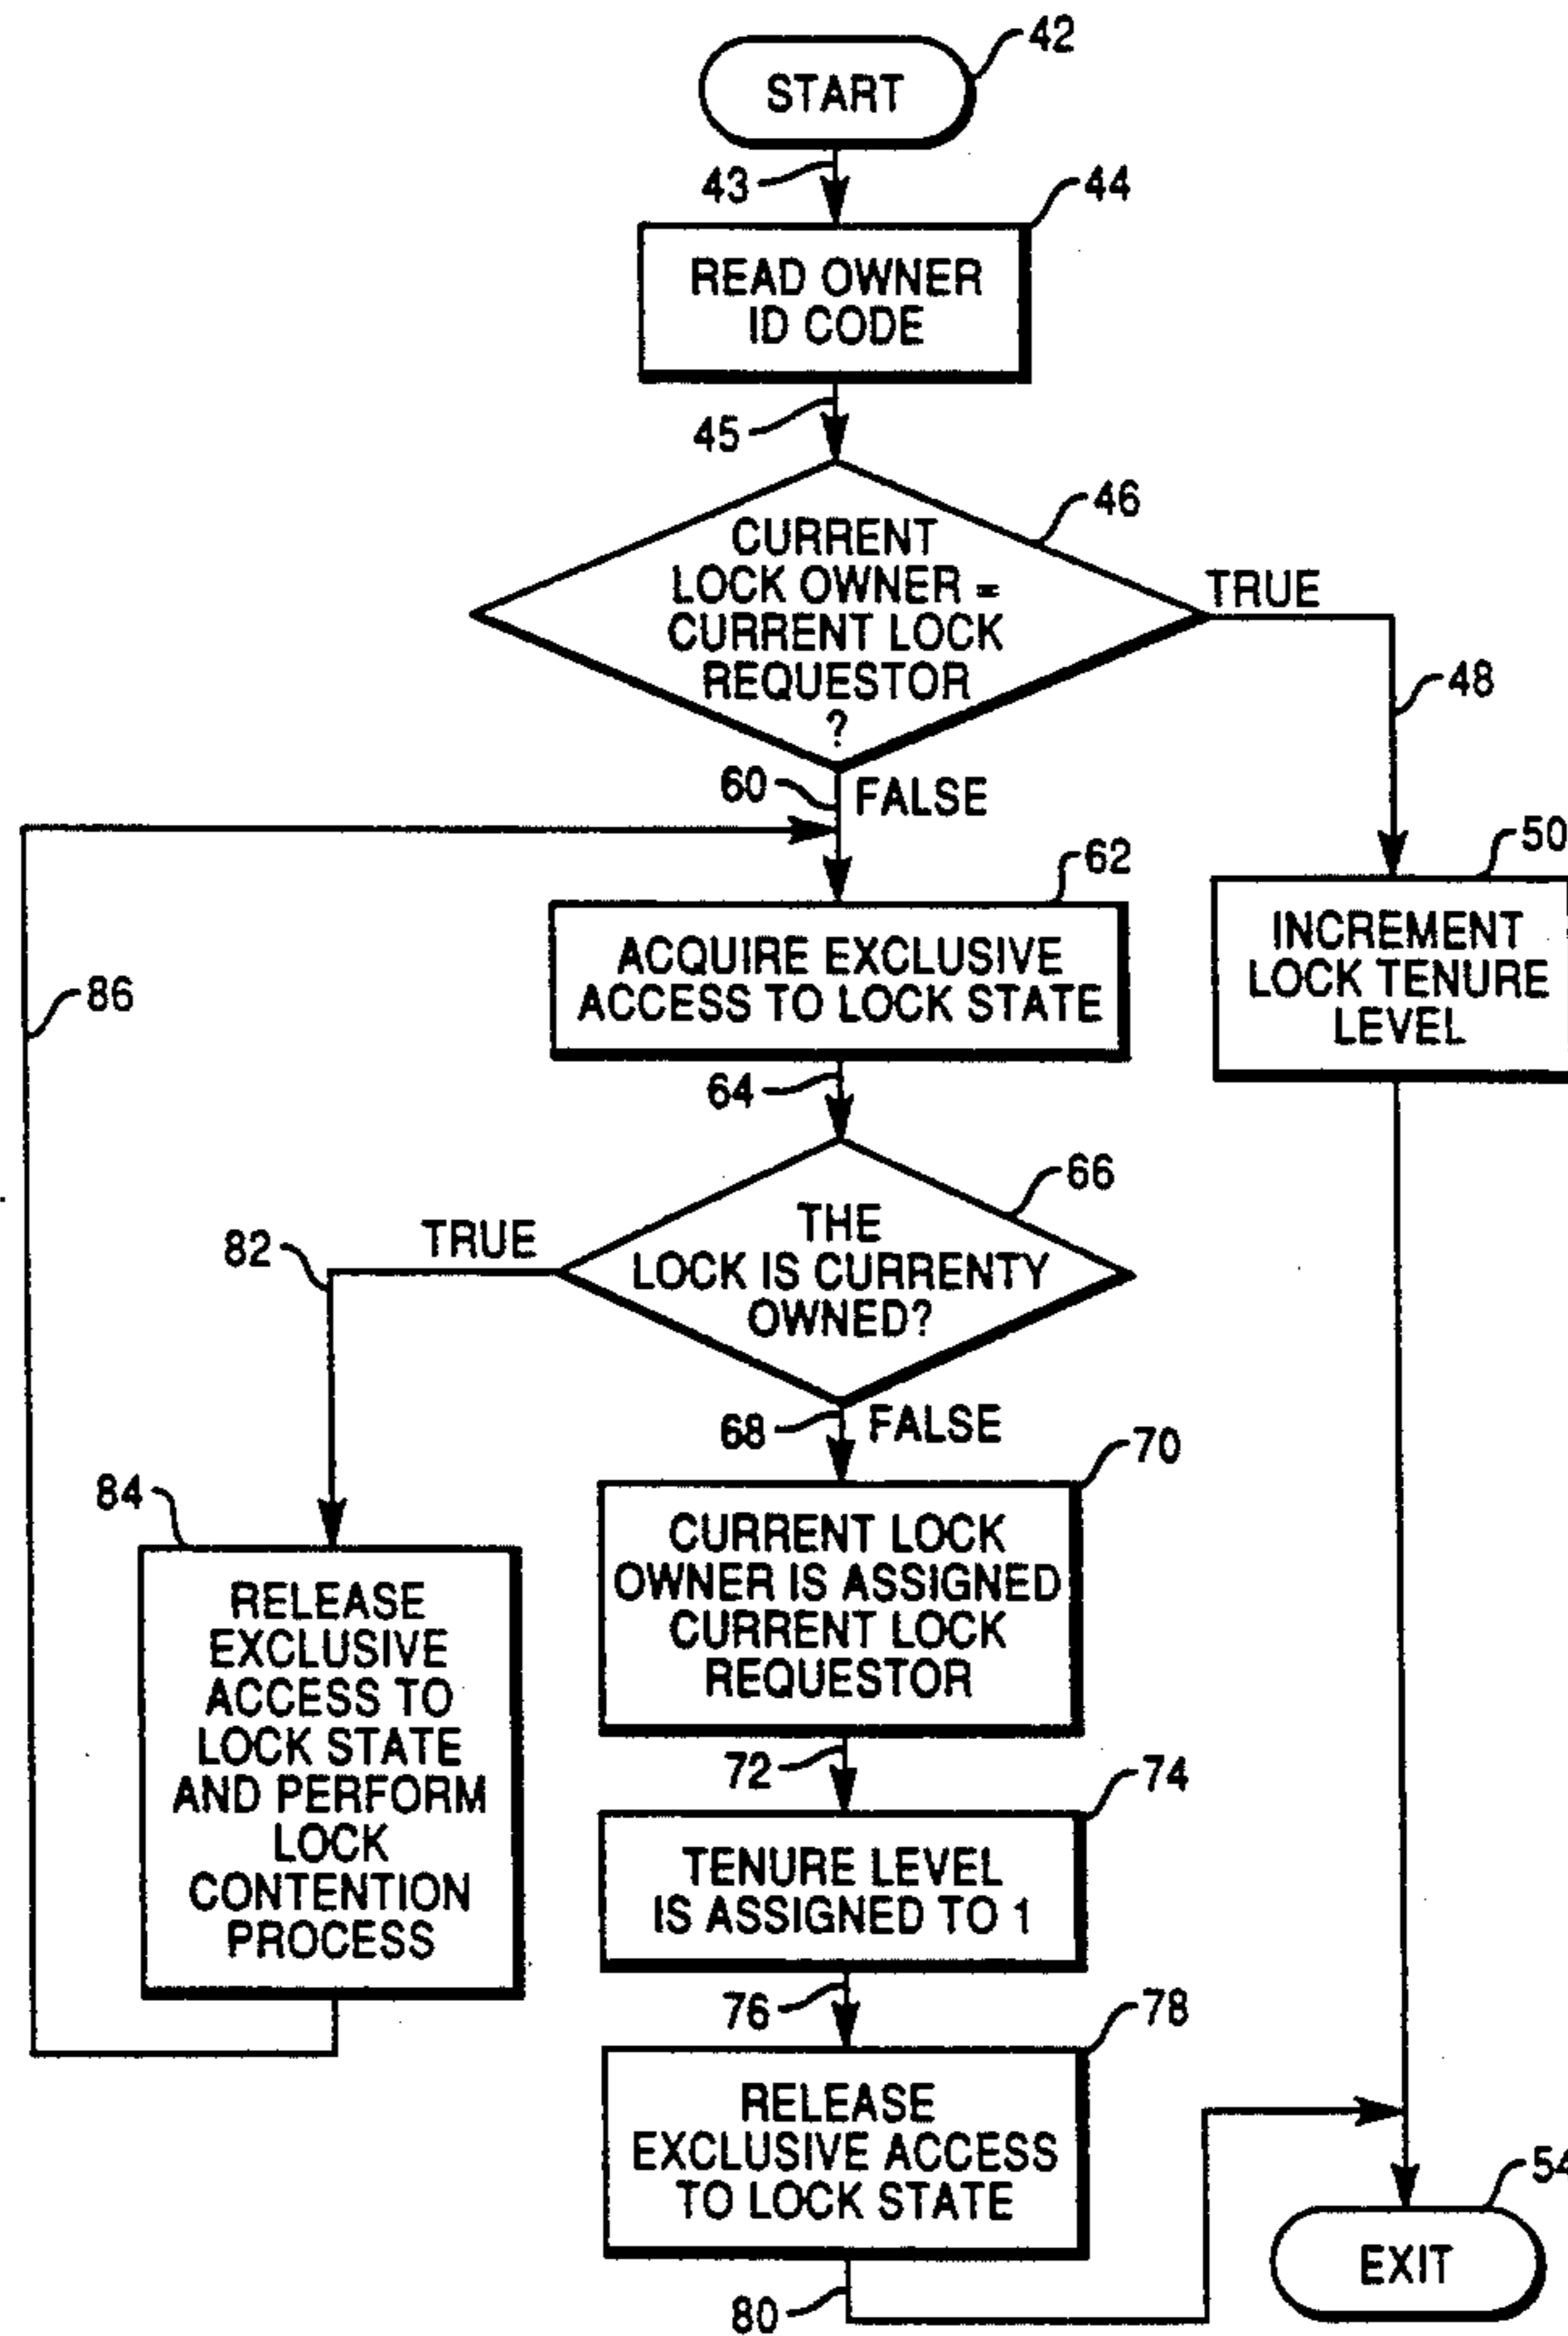 42
START
43
44
READ OWNER
ID CODE
45
46
CURRENT
LOCK OWNER =
CURRENT LOCK
REQUESTOR
?
TRUE
48
60
FALSE
50
62
ACQUIRE EXCLUSIVE
ACCESS TO LOCK STATE
INCREMENT
LOCK TENURE
LEVEL
86
64
66
82
TRUE
THE
LOCK IS CURRENTY
OWNED?
68
FALSE
70
84
CURRENT LOCK
OWNER IS ASSIGNED
CURRENT LOCK
REQUESTOR
RELEASE
EXCLUSIVE
ACCESS TO
LOCK STATE
AND PERFORM
LOCK
CONTENTION
PROCESS
72
74
TENURE LEVEL
IS ASSIGNED TO 1
76
78
RELEASE
EXCLUSIVE ACCESS
TO LOCK STATE
54
EXIT
80